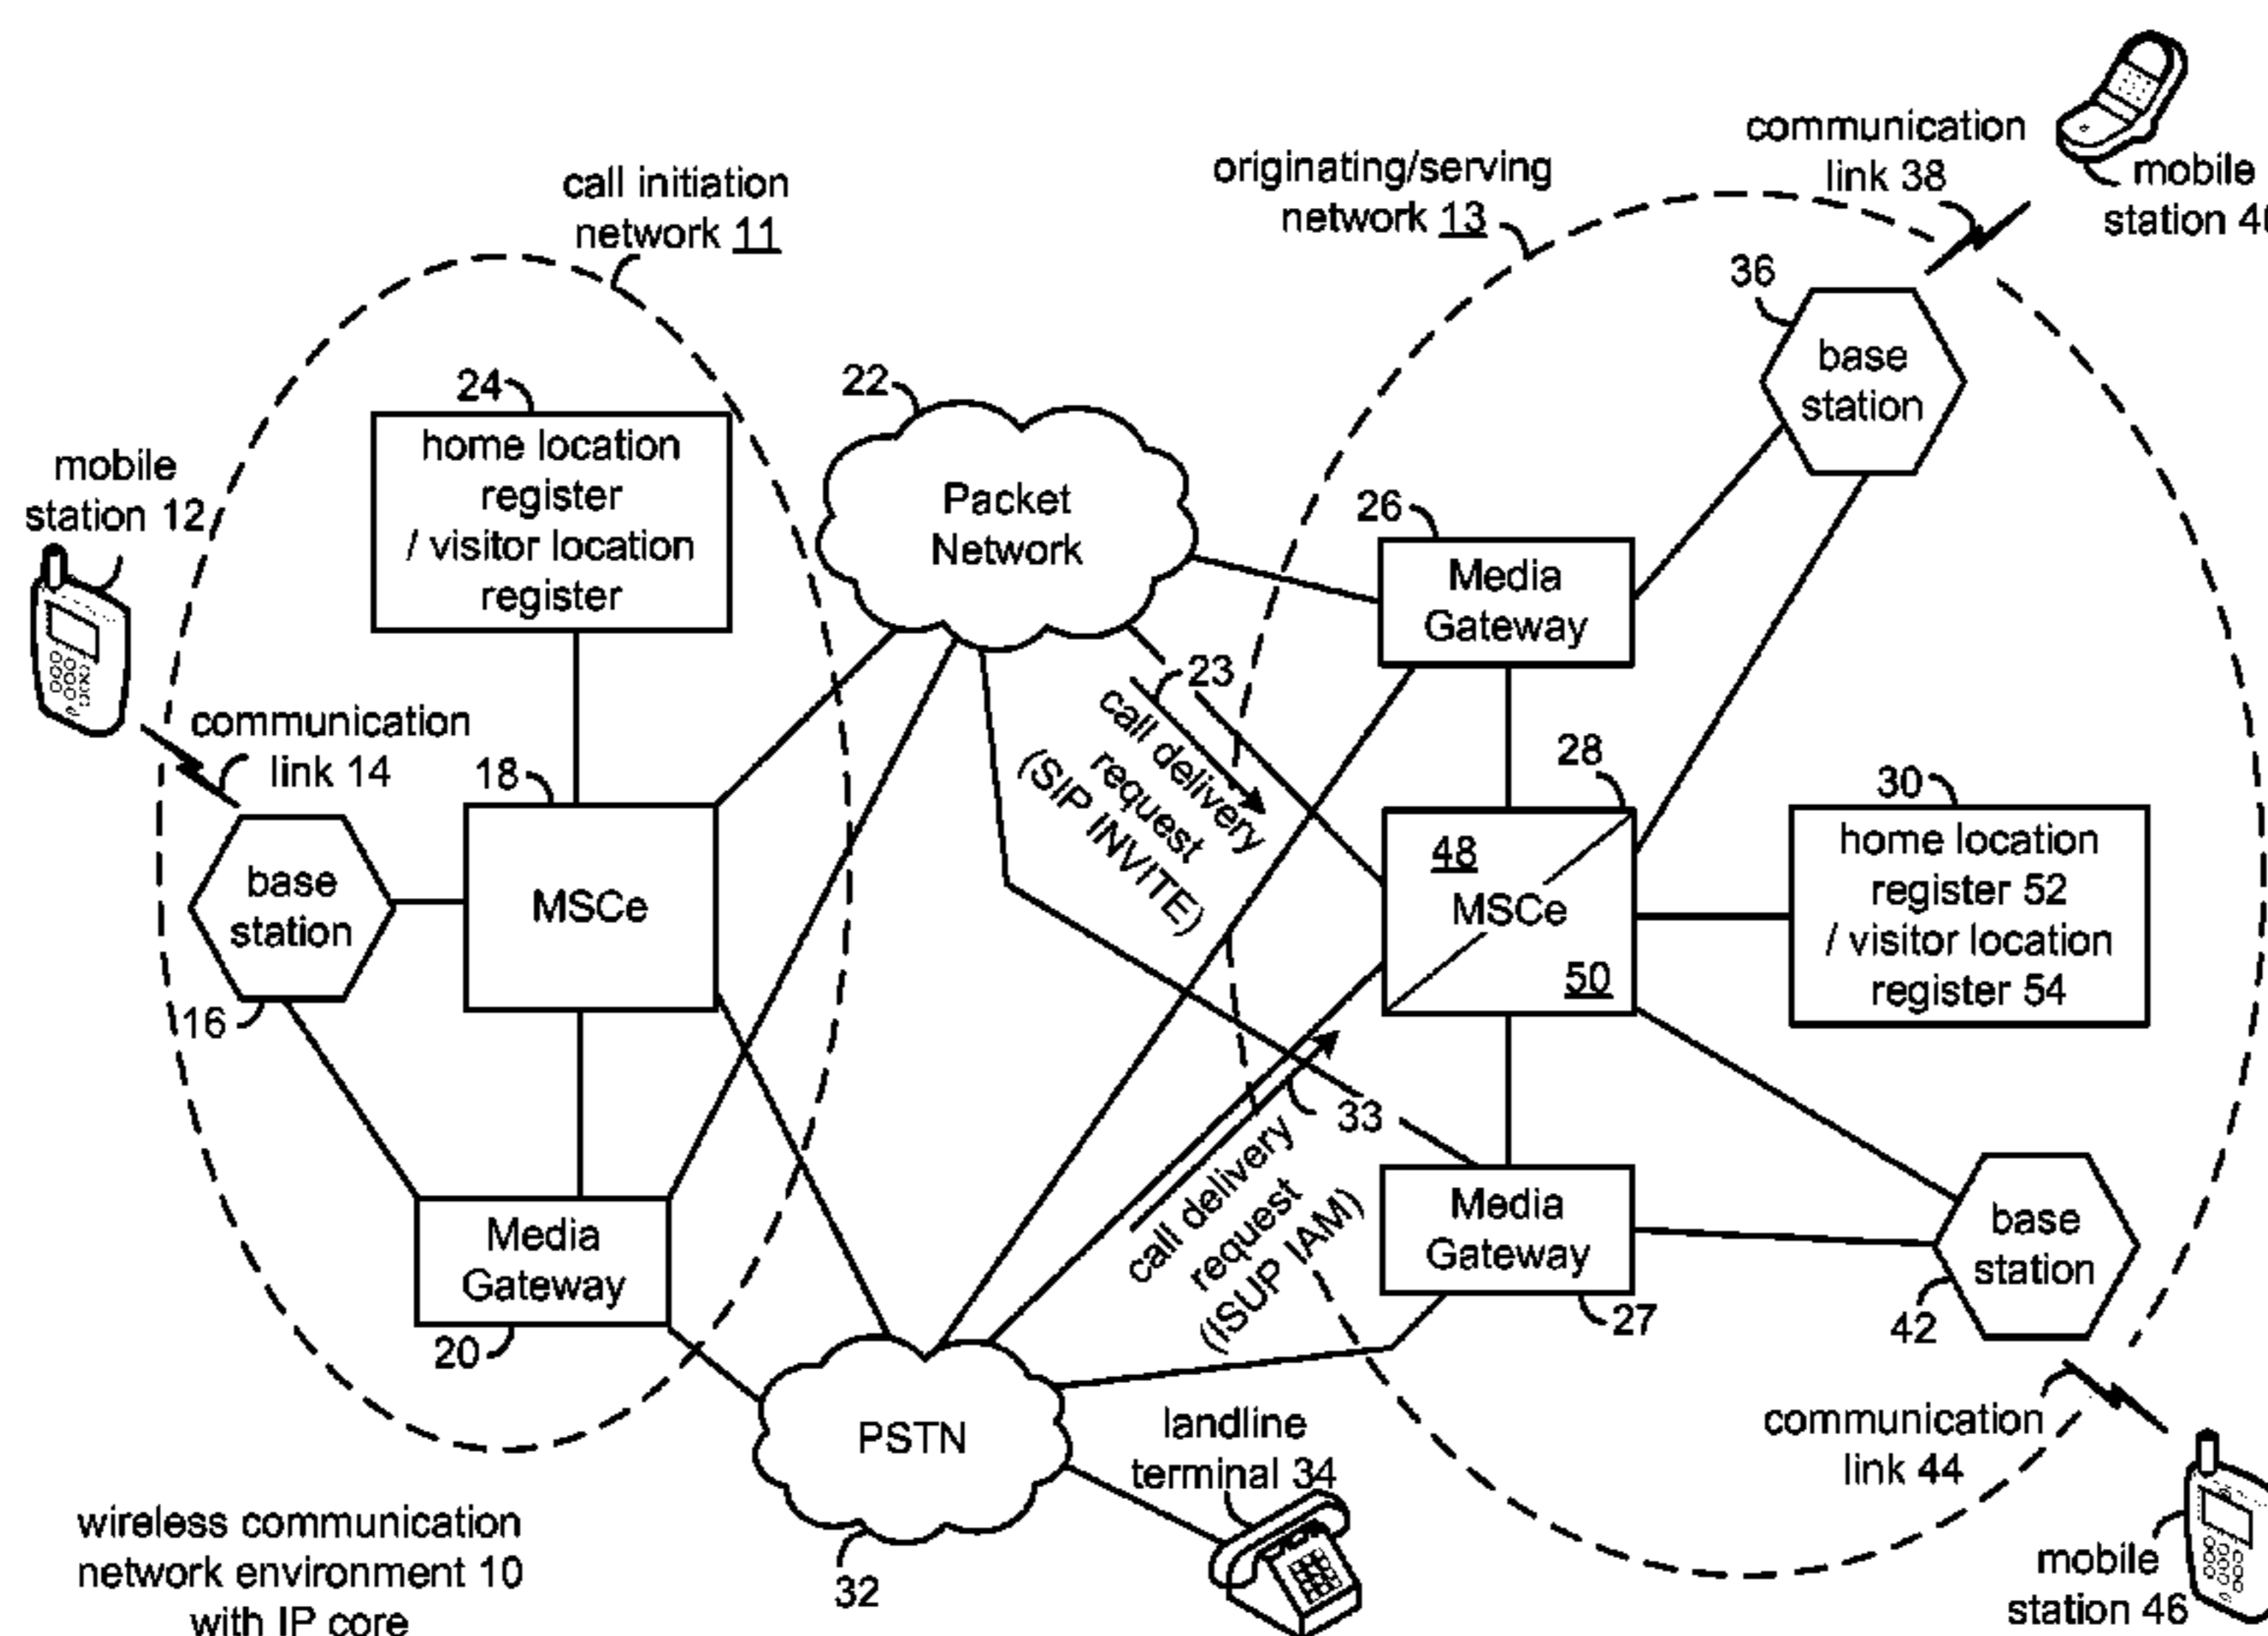 communication
link 38
mobile
station 40
originating/serving
network 13
call initiation
network 11
36
base
station
24
home location
register
/ visitor location
register
22
Packet
Network
26
Media
Gateway
mobile
station 12
communication
link 14
23
call delivery
request
(SIP INVITE)
18
MSCe
base
station
16
28
48
MSCe
50
30
home location
register 52
/ visitor location
register 54
33
call delivery
request
(ISUP IAM)
Media
Gateway
20
Media
Gateway
27
base
station
42
PSTN
32
landline
terminal 34
communication
link 44
mobile
station 46
wireless communication
network environment 10
with IP core